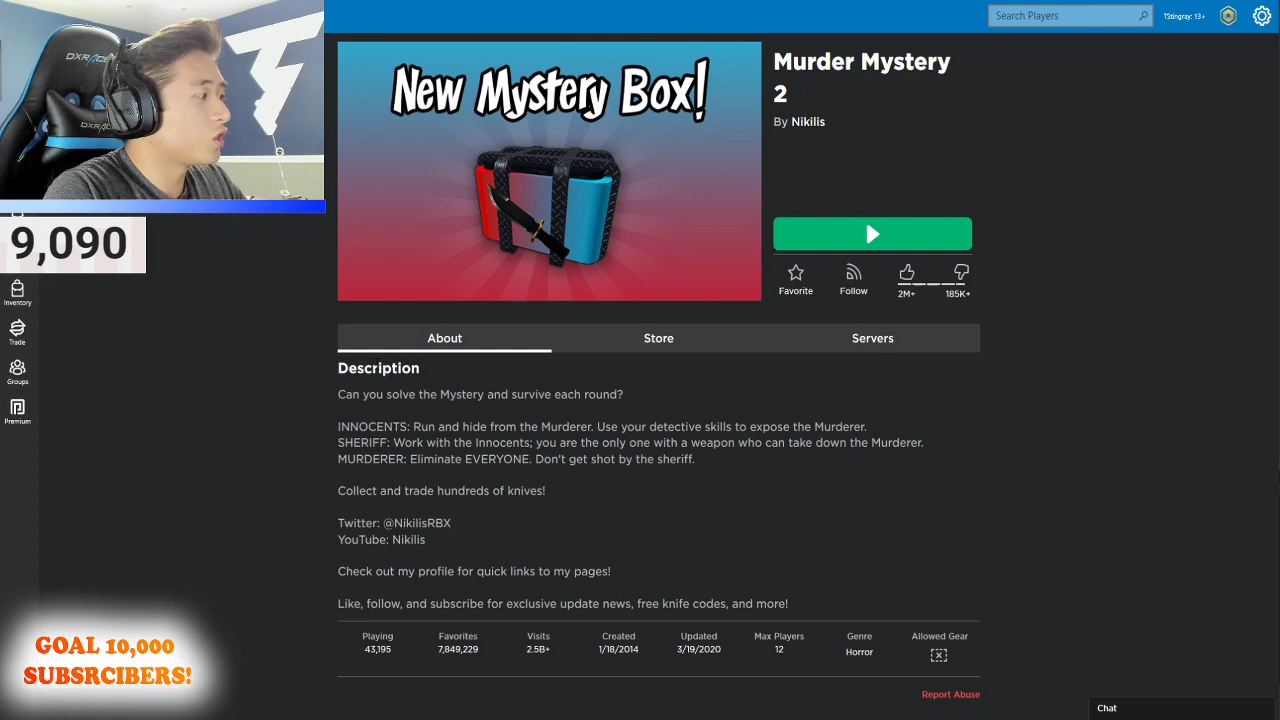 Search Players
TStingray: 13+
DXRACER
New Mystery Box!
Murder Mystery
2
By Nikilis
9,090
Inventory
Trade
Groups
Premium
Favorite
Follow
2M+
185K+
About
Store
Servers
Description
Can you solve the Mystery and survive each round?
INNOCENTS: Run and hide from the Murderer. Use your detective skills to expose the Murderer.
SHERIFF: Work with the Innocents; you are the only one with a weapon who can take down the Murderer.
MURDERER: Eliminate EVERYONE. Don't get shot by the sheriff.
Collect and trade hundreds of knives!
Twitter: @NikilisRBX
YouTube: Nikilis
Check out my profile for quick links to my pages!
Like, follow, and subscribe for exclusive update news, free knife codes, and more!
Playing Favorites Visits Created Updated Max Players Genre Allowed Gear
43,195 7,849,229 2.5B+ 1/18/2014 3/19/2020 12 Horror
Report Abuse
GOAL 10,000
SUBSRCIBERS!
Chat